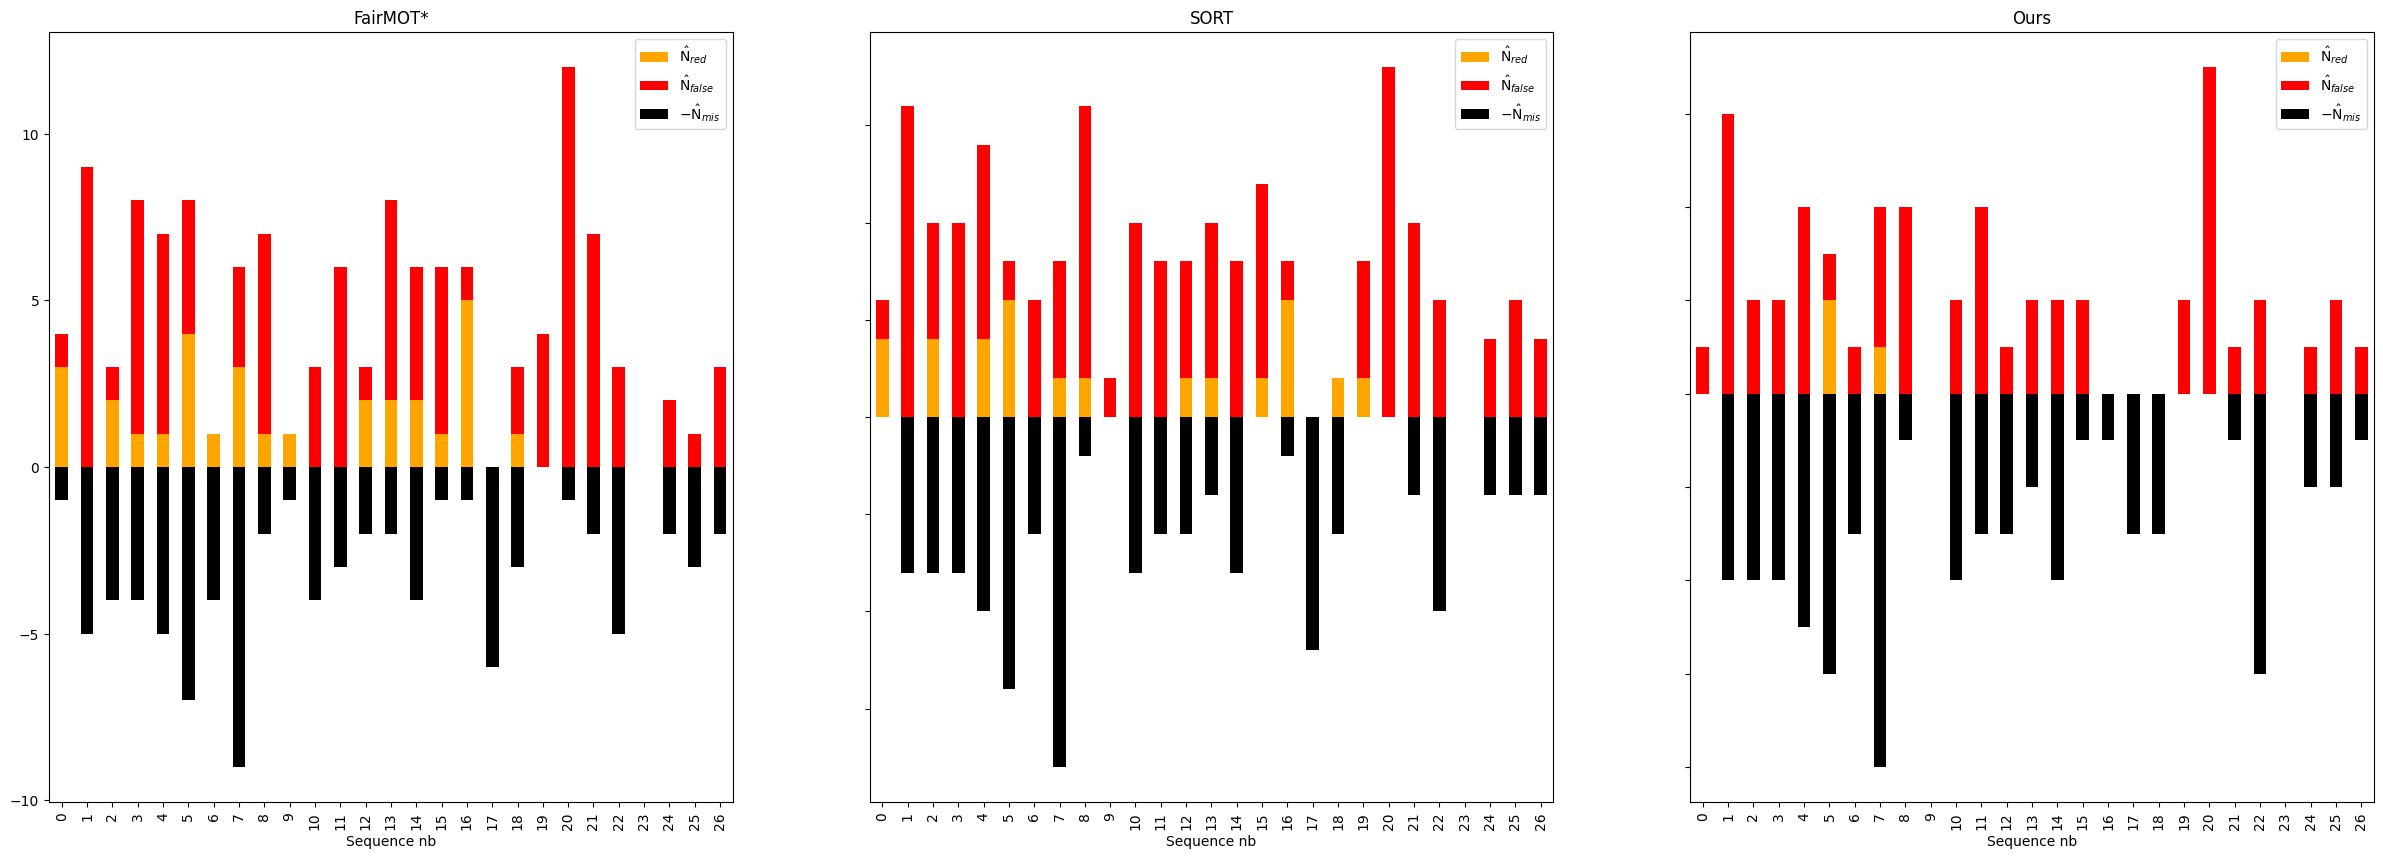 FairMOT*
N̂red
N̂false
−N̂mis
10
5
0
−5
−10
0 1 2 3 4 5 6 7 8 9 10 11 12 13 14 15 16 17 18 19 20 21 22 23 24 25 26
Sequence nb
SORT
N̂red
N̂false
−N̂mis
0 1 2 3 4 5 6 7 8 9 10 11 12 13 14 15 16 17 18 19 20 21 22 23 24 25 26
Sequence nb
Ours
N̂red
N̂false
−N̂mis
0 1 2 3 4 5 6 7 8 9 10 11 12 13 14 15 16 17 18 19 20 21 22 23 24 25 26
Sequence nb